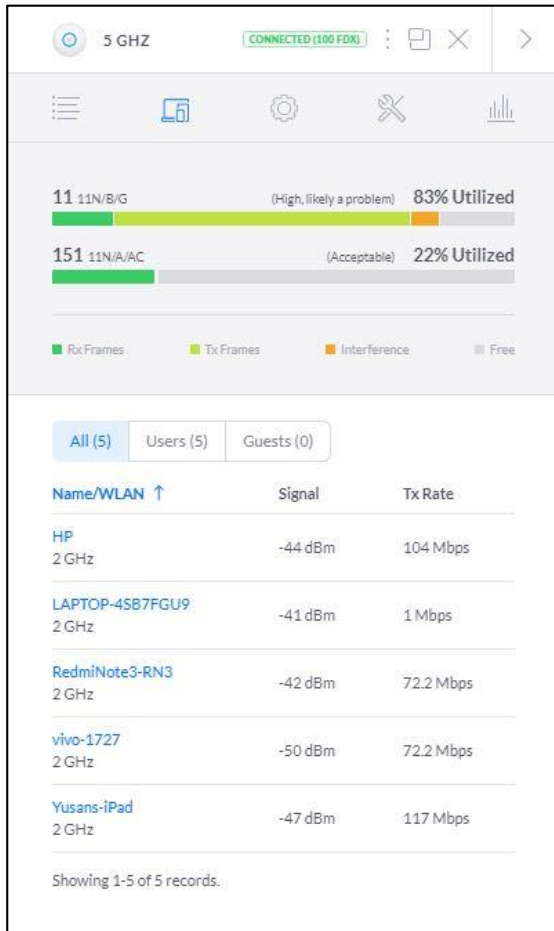 5 GHZ CONNECTED (100 FDX)
11 11N/B/G (High, likely a problem) 83% Utilized
151 11N/A/AC (Acceptable) 22% Utilized
Rx Frames Tx Frames Interference Free
All (5) Users (5) Guests (0)
Name/WLAN ↑ Signal Tx Rate
HP
2 GHz -44 dBm 104 Mbps
LAPTOP-4SB7FGU9
2 GHz -41 dBm 1 Mbps
RedmiNote3-RN3
2 GHz -42 dBm 72.2 Mbps
vivo-1727
2 GHz -50 dBm 72.2 Mbps
Yusans-iPad
2 GHz -47 dBm 117 Mbps
Showing 1-5 of 5 records.